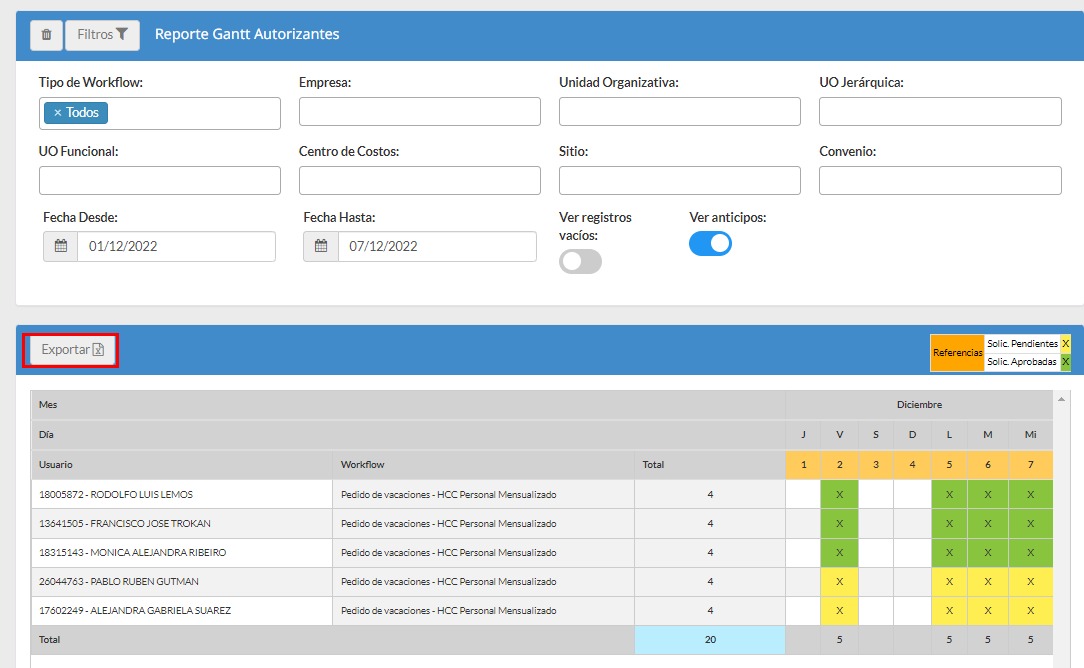 Filtros Reporte Gantt Autorizantes
Tipo de Workflow: Empresa: Unidad Organizativa: UO Jerárquica:
× Todos
UO Funcional: Centro de Costos: Sitio: Convenio:
Fecha Desde: Fecha Hasta: Ver registros vacíos: Ver anticipos:
01/12/2022 07/12/2022
Exportar Referencias Solic. Pendientes X
Solic. Aprobadas X
Mes Diciembre
Día J V S D L M Mi
Usuario Workflow Total 1 2 3 4 5 6 7
18005872 - RODOLFO LUIS LEMOS Pedido de vacaciones - HCC Personal Mensualizado 4 X X X X
13641505 - FRANCISCO JOSE TROKAN Pedido de vacaciones - HCC Personal Mensualizado 4 X X X X
18315143 - MONICA ALEJANDRA RIBEIRO Pedido de vacaciones - HCC Personal Mensualizado 4 X X X X
26044763 - PABLO RUBEN GUTMAN Pedido de vacaciones - HCC Personal Mensualizado 4 X X X X
17602249 - ALEJANDRA GABRIELA SUAREZ Pedido de vacaciones - HCC Personal Mensualizado 4 X X X X
Total 20 5 5 5 5